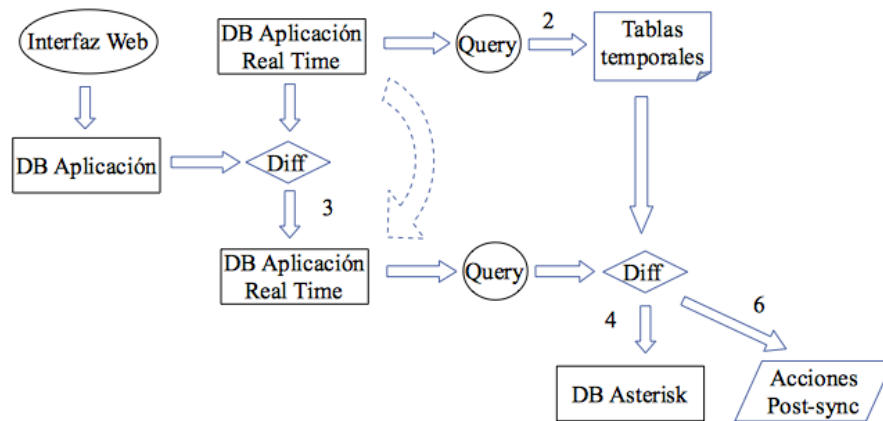 Interfaz Web
DB Aplicación
Real Time
Query
2
Tablas
temporales
DB Aplicación
Diff
3
DB Aplicación
Real Time
Query
Diff
4
6
DB Asterisk
Acciones
Post-sync